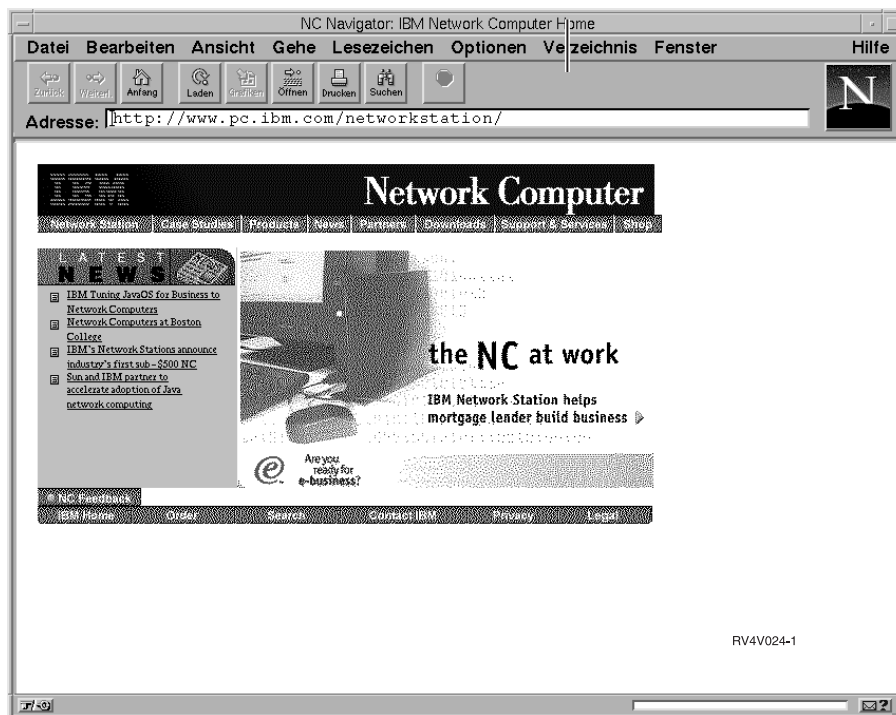 NC Navigator: IBM Network Computer Home
Datei Bearbeiten Ansicht Gehe Lesezeichen Optionen Verzeichnis Fenster Hilfe
Zurück Weiterl. Anfang Laden Grafiken Öffnen Drucken Suchen
N
Adresse: http://www.pc.ibm.com/networkstation/
IBM Network Computer
Network Station Case Studies Products News Partners Downloads Support & Services Shop
LATEST
NEWS
IBM Tuning JavaOS for Business to
Network Computers
Network Computers at Boston
College
IBM's Network Stations announce
industry's first sub-$500 NC
Sun and IBM partner to
accelerate adoption of Java
network computing
the NC at work
IBM Network Station helps
mortgage lender build business
e
Are you
ready for
e-business?
NC Feedback
IBM Home Order Search Contact IBM Privacy Legal
RV4V024-1
?